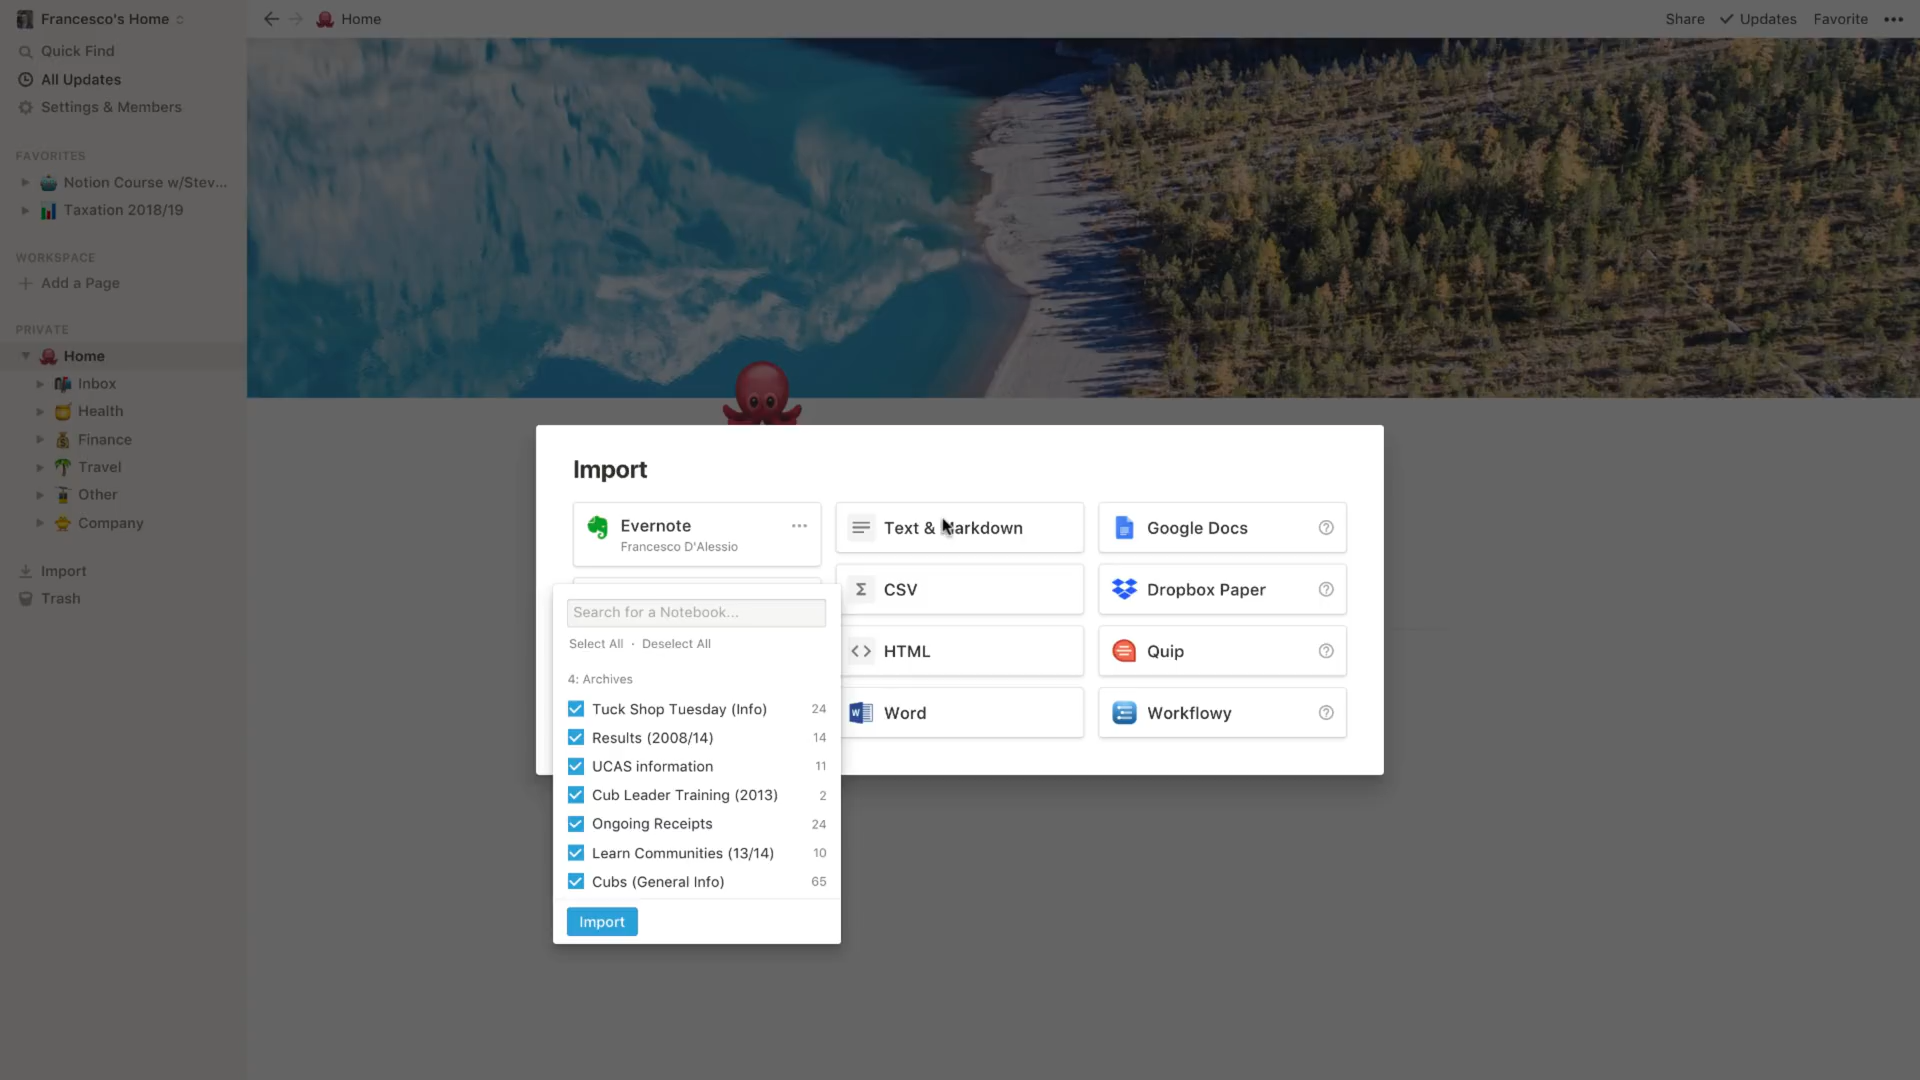 Francesco's Home
Home
Share
Updates
Favorite
Quick Find
All Updates
Settings & Members
FAVORITES
Notion Course w/Stev...
Taxation 2018/19
WORKSPACE
Add a Page
PRIVATE
Home
Inbox
Health
Finance
Travel
Other
Company
Import
Trash
Import
Evernote
Francesco D'Alessio
Text & Markdown
Google Docs
CSV
Dropbox Paper
HTML
Quip
Word
Workflowy
Search for a Notebook...
Select All · Deselect All
4: Archives
Tuck Shop Tuesday (Info) 24
Results (2008/14) 14
UCAS information 11
Cub Leader Training (2013) 2
Ongoing Receipts 24
Learn Communities (13/14) 10
Cubs (General Info) 65
Import